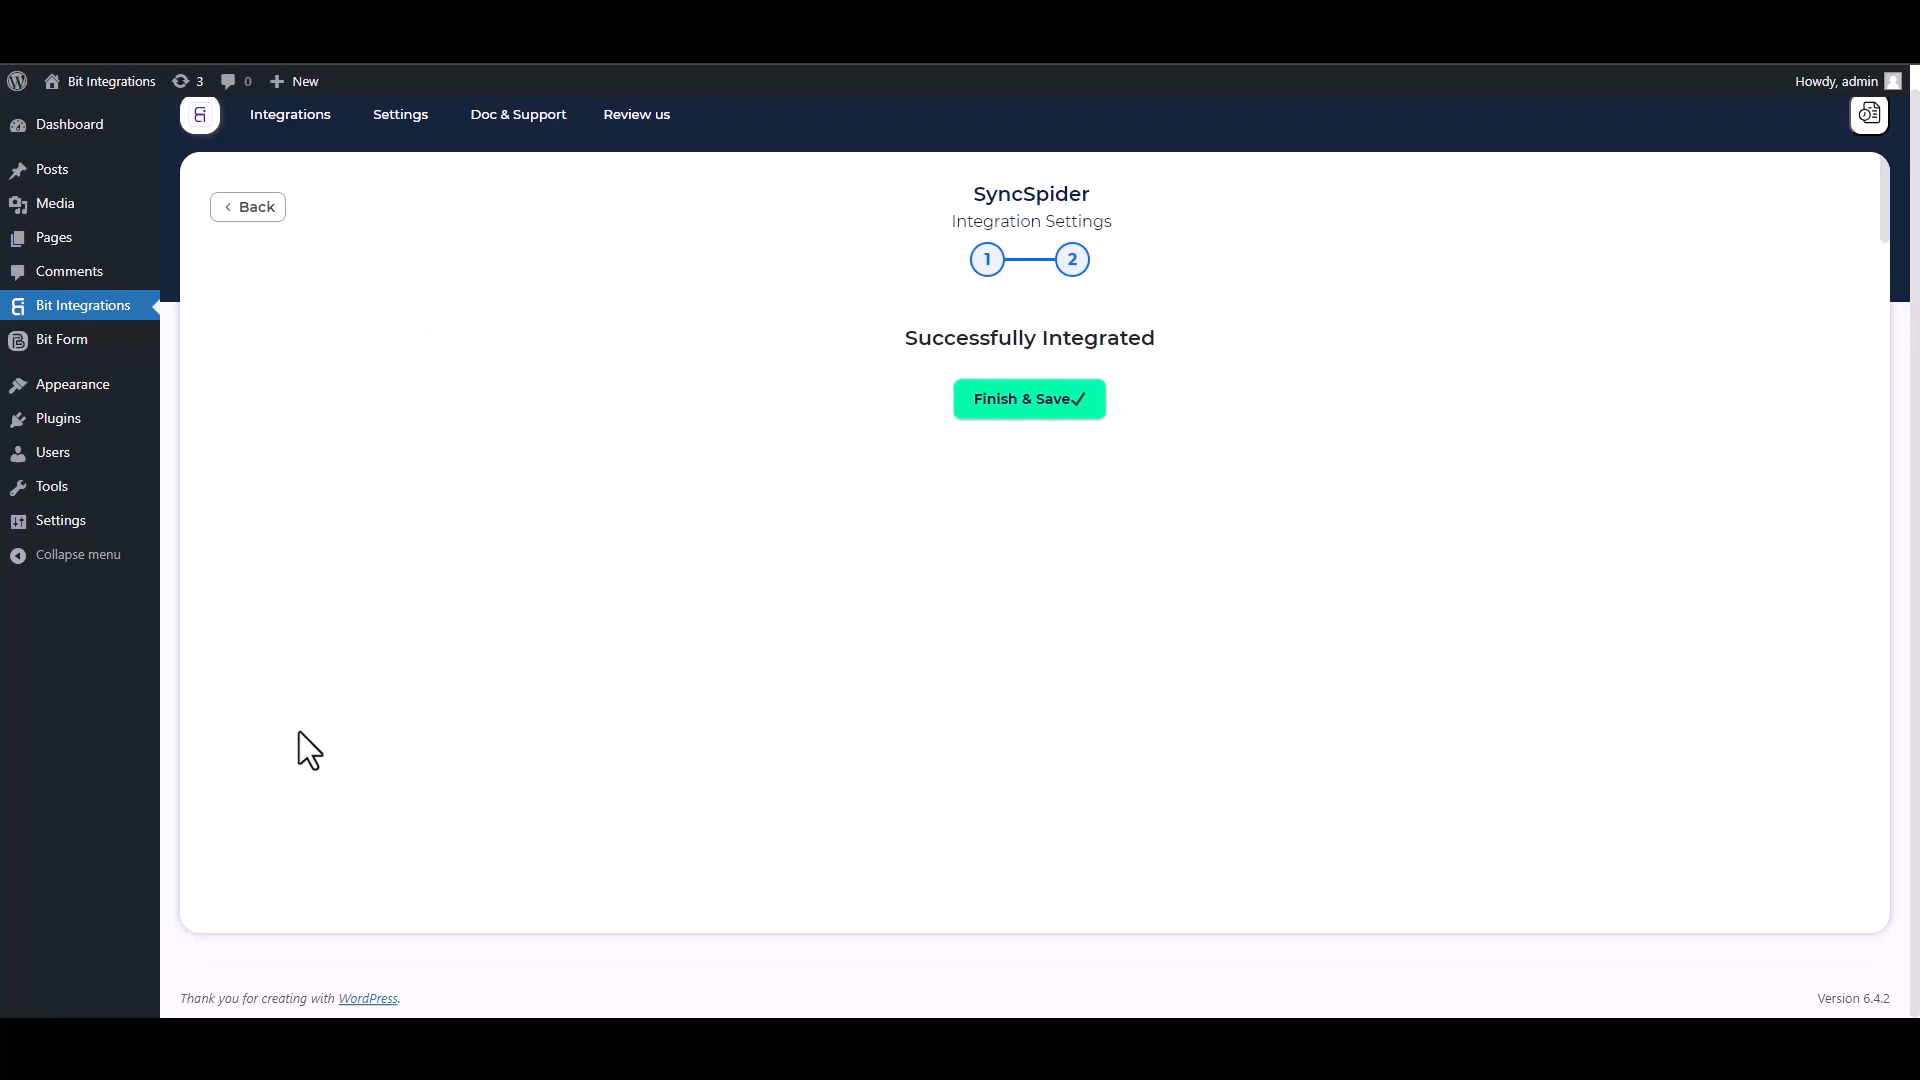 Bit Integrations 3 0 New Howdy, admin
Integrations Settings Doc & Support Review us
Dashboard
Posts
Media
Pages
Comments
Bit Integrations
Bit Form
Appearance
Plugins
Users
Tools
Settings
Collapse menu
Back
SyncSpider
Integration Settings
1 2
Successfully Integrated
Finish & Save
Thank you for creating with WordPress.
Version 6.4.2